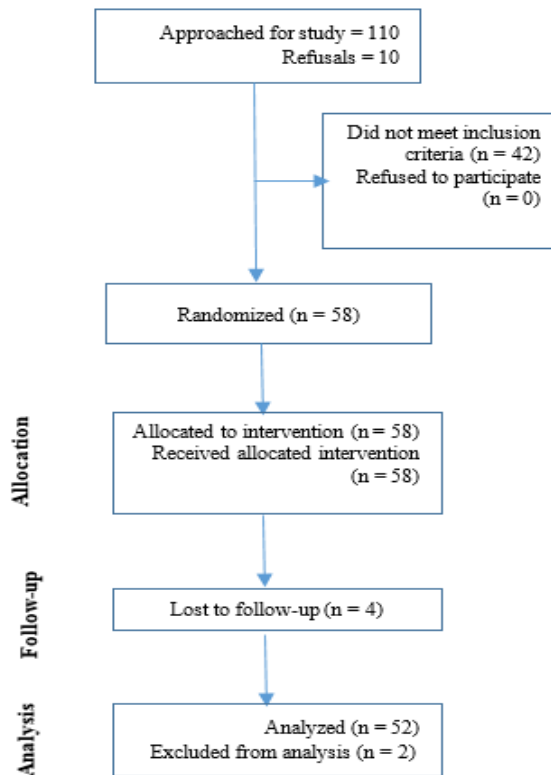 Approached for study = 110
Refusals = 10
Did not meet inclusion
criteria (n = 42)
Refused to participate
(n = 0)
Randomized (n = 58)
Allocation
Allocated to intervention (n = 58)
Received allocated intervention
(n = 58)
Follow-up
Lost to follow-up (n = 4)
Analysis
Analyzed (n = 52)
Excluded from analysis (n = 2)